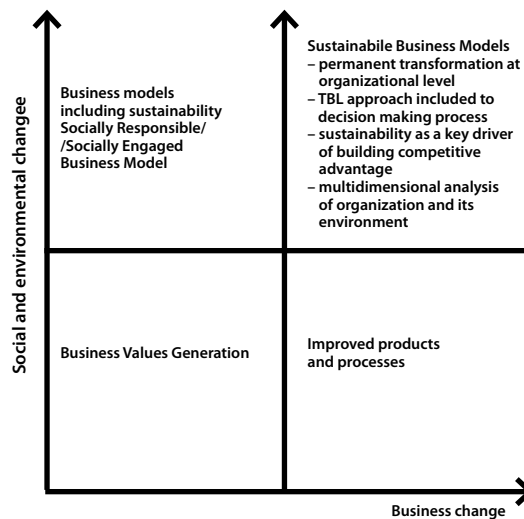 Social and environmental changee
Business models
including sustainability
Socially Responsible/
/Socially Engaged
Business Model
Sustainabile Business Models
– permanent transformation at
organizational level
– TBL approach included to
decision making process
– sustainability as a key driver
of building competitive
advantage
– multidimensional analysis
of organization and its
environment
Business Values Generation
Improved products
and processes
Business change